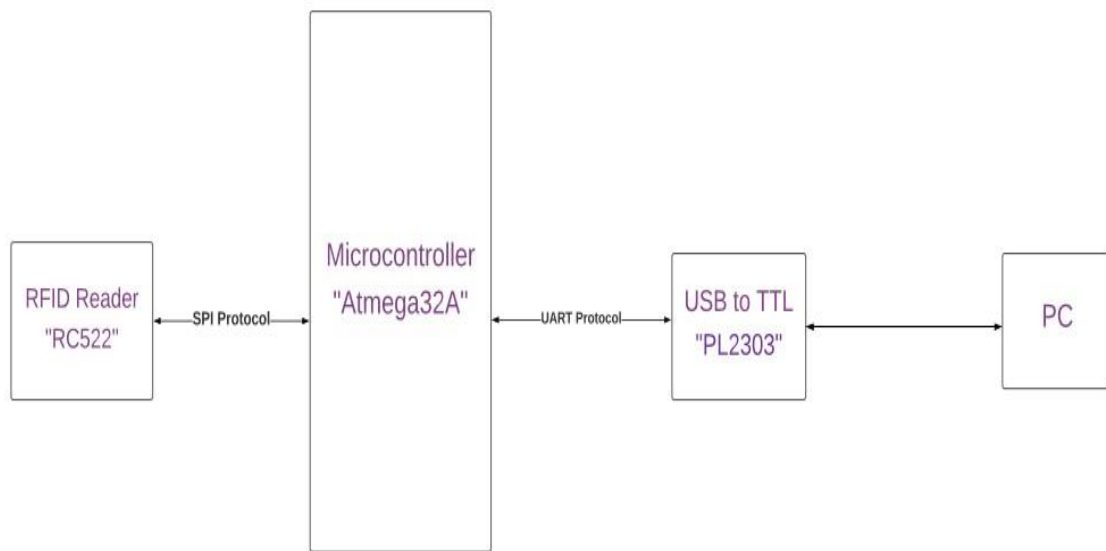 RFID Reader
"RC522"
SPI Protocol
Microcontroller
"Atmega32A"
UART Protocol
USB to TTL
"PL2303"
PC